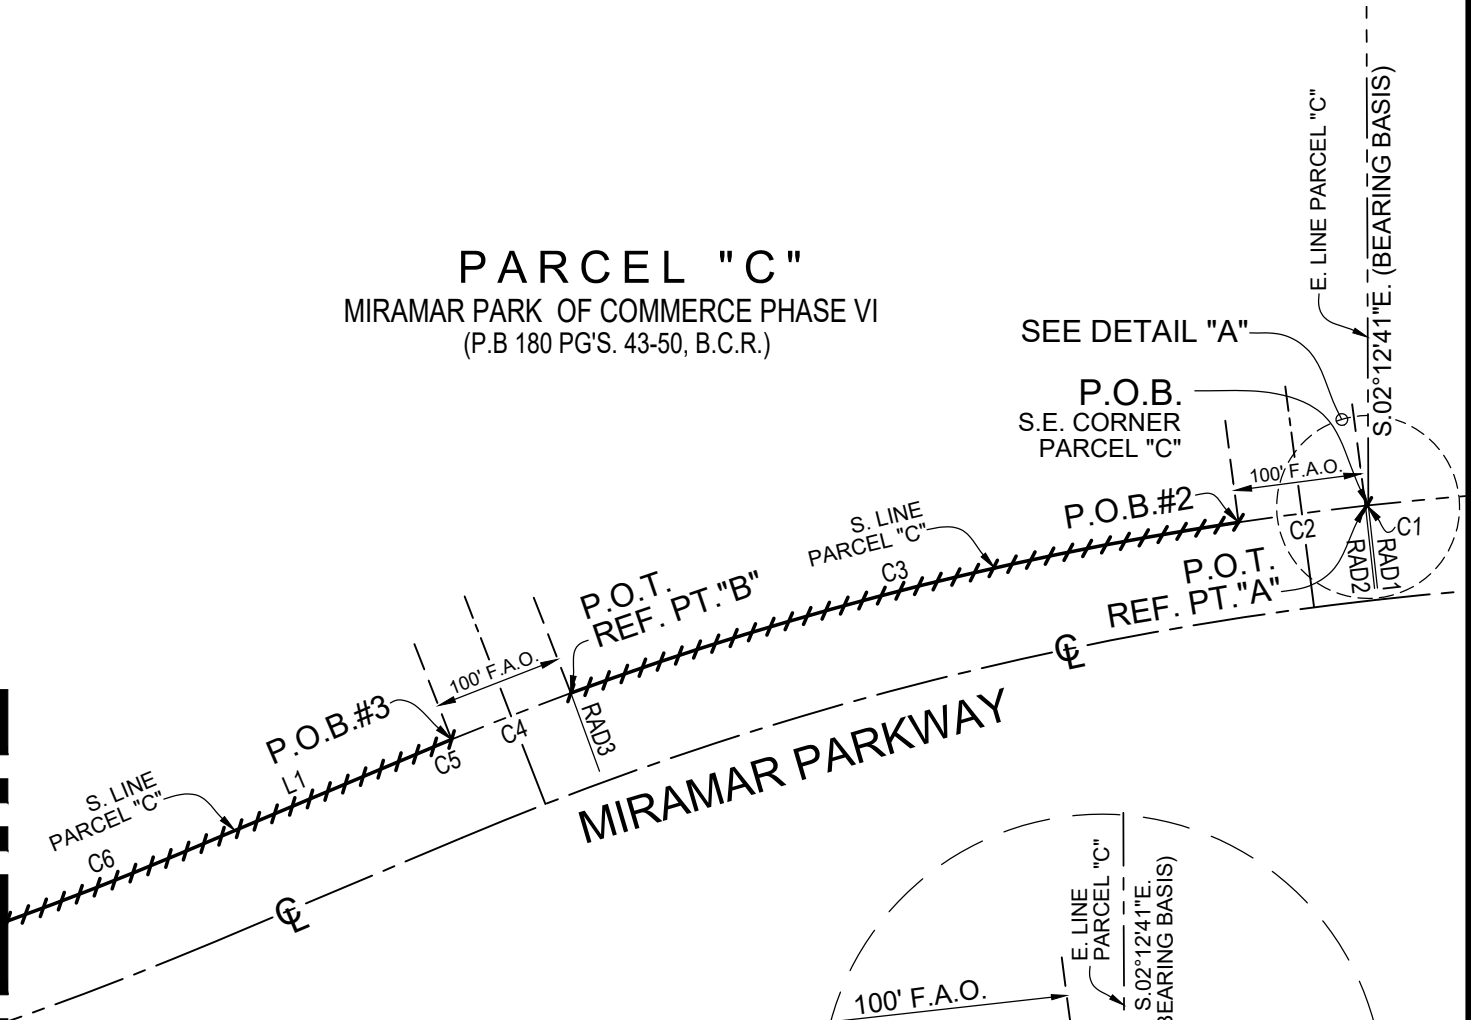 PARCEL "C"
MIRAMAR PARK OF COMMERCE PHASE VI
(P.B 180 PG'S. 43-50, B.C.R.)
E. LINE PARCEL "C"
S.02°12'41"E. (BEARING BASIS)
SEE DETAIL "A"
P.O.B.
S.E. CORNER
PARCEL "C"
100' F.A.O.
P.O.B.#2
C2
C1
RAD2
RAD1
S. LINE
PARCEL "C"
C3
P.O.T.
REF. PT."A"
P.O.T.
REF. PT."B"
℄
100' F.A.O.
P.O.B.#3
C4
RAD3
C5
MIRAMAR PARKWAY
L1
S. LINE
PARCEL "C"
C6
℄
E. LINE
PARCEL "C"
S.02°12'41"E.
BEARING BASIS)
100' F.A.O.